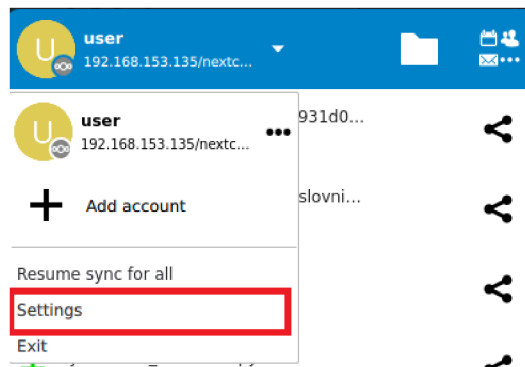 U
user
192.168.153.135/nextc...
U
user
192.168.153.135/nextc...
931d0...
Add account
slovni...
Resume sync for all
Settings
Exit